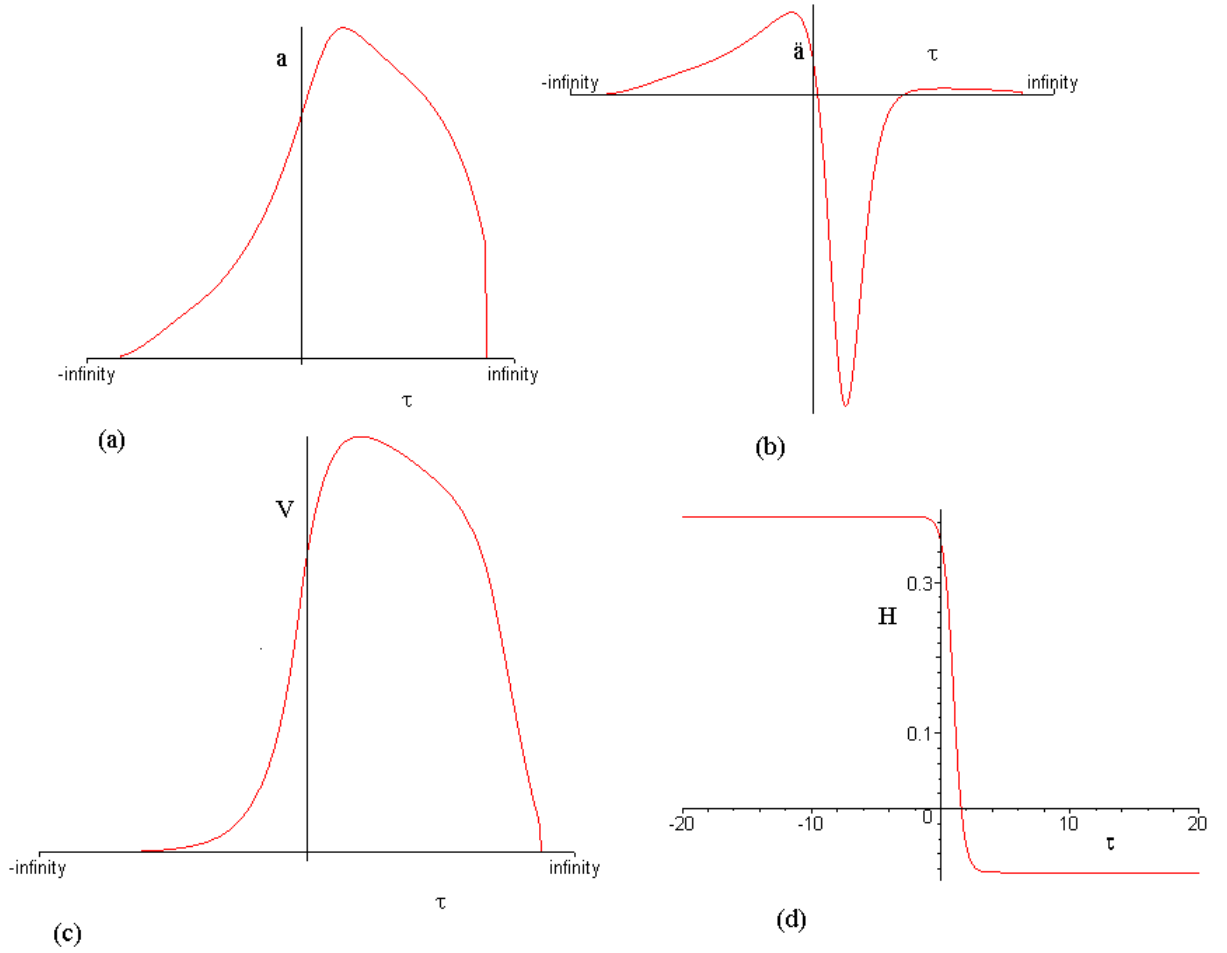 a
-infinity
infinity
τ
(a)
ä
τ
-infinity
infinity
(b)
V
-infinity
infinity
τ
(c)
0.3
H
0.1
-20
-10
0
10
20
τ
(d)